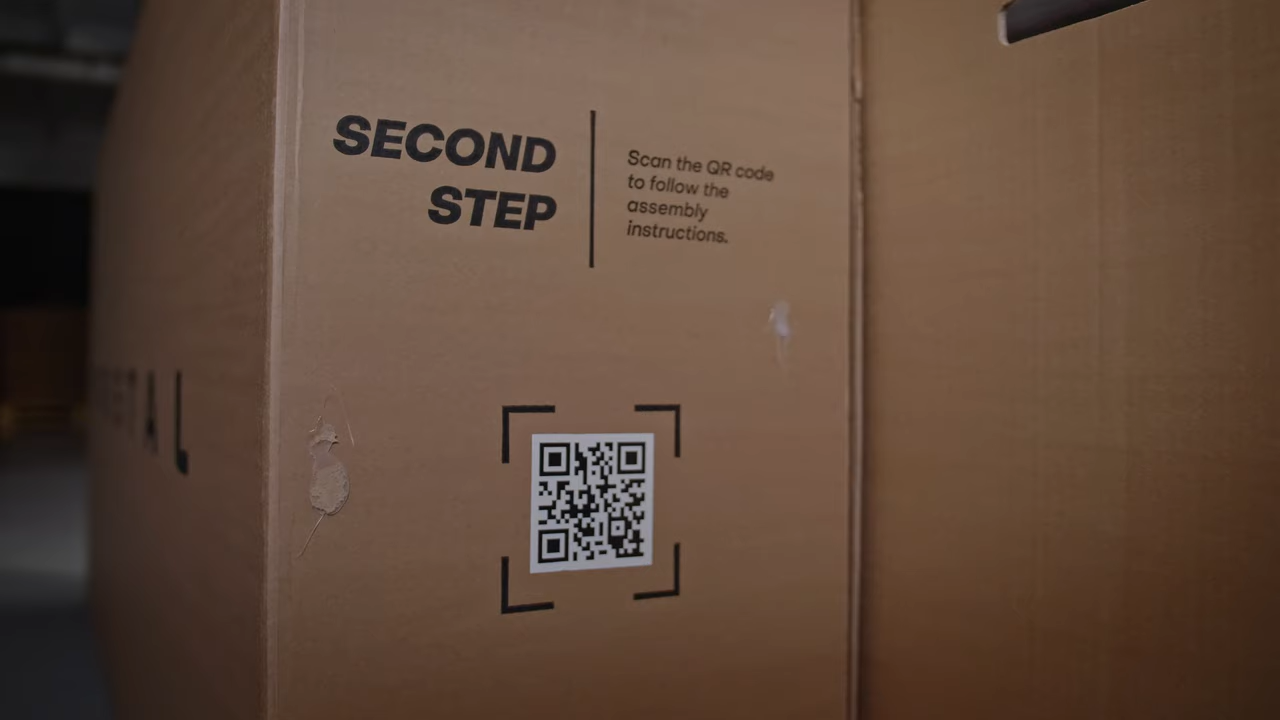 SECOND
STEP
Scan the QR code
to follow the
assembly
instructions.